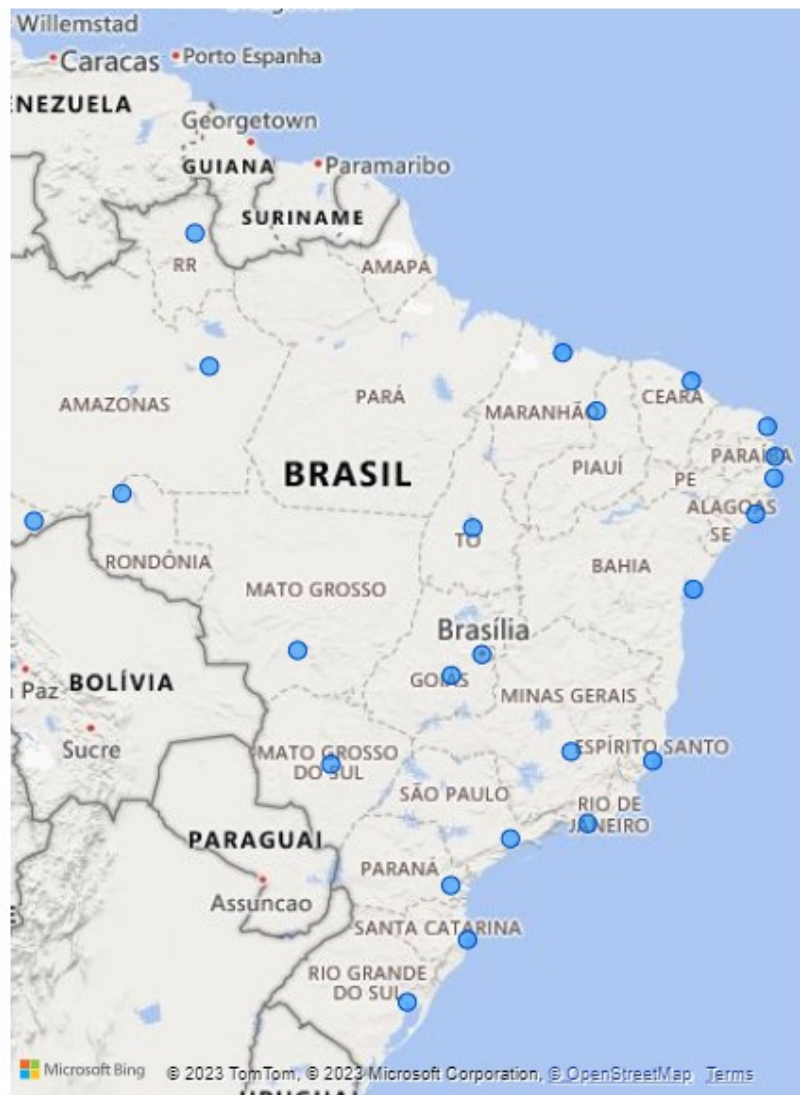 Willemstad
Caracas
Porto Espanha
ENEZUELA
Georgetown
GUIANA
Paramaribo
SURINAME
RR
AMAPÁ
AMAZONAS
PARÁ
MARANHÃO
CEARÁ
BRASIL
PIAUÍ
PARAÍBA
PE
ALAGOAS
SE
TO
RONDÔNIA
MATO GROSSO
BAHIA
Brasília
GOIÁS
MINAS GERAIS
Paz
BOLÍVIA
Sucre
MATO GROSSO
DO SUL
ESPÍRITO SANTO
SÃO PAULO
RIO DE
JANEIRO
PARAGUAI
PARANÁ
Assuncao
SANTA CATARINA
RIO GRANDE
DO SUL
Microsoft Bing
© 2023 TomTom, © 2023 Microsoft Corporation, © OpenStreetMap Terms
URUGUAI